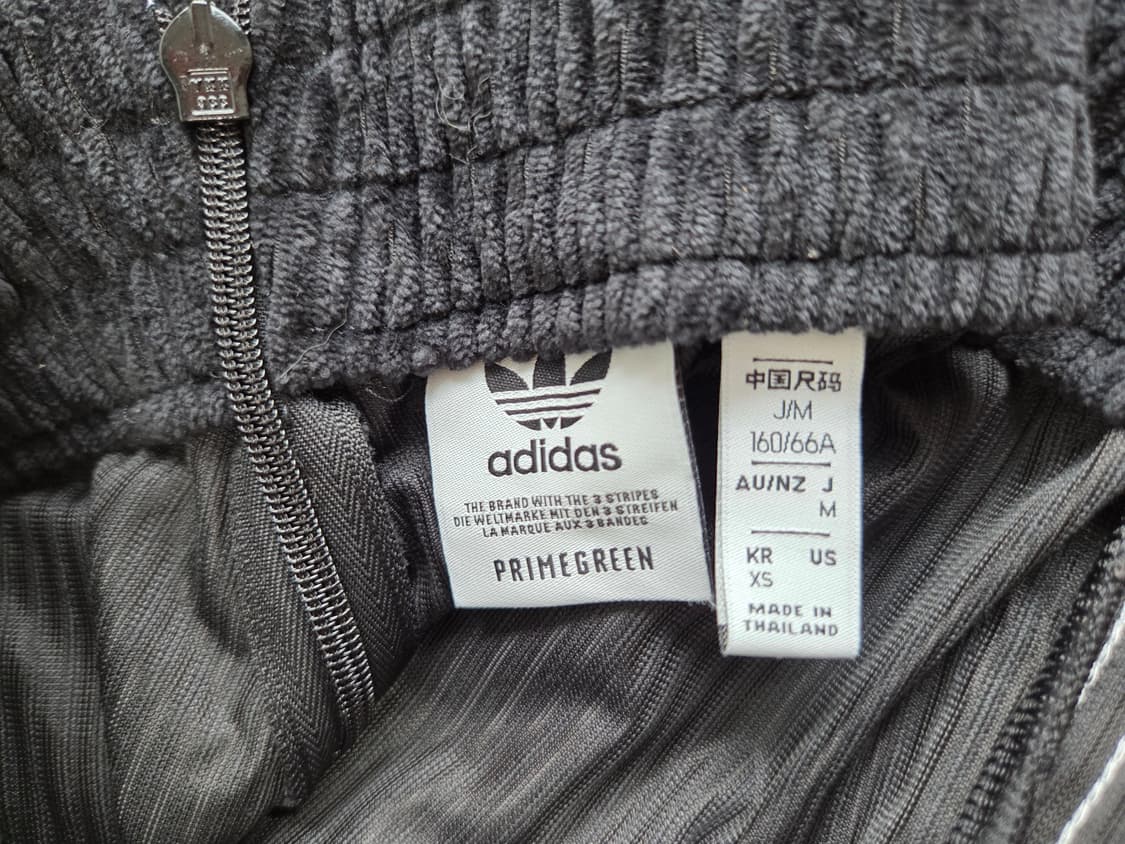 adidas
THE BRAND WITH THE 3 STRIPES
DIE WELTMARKE MIT DEN 3 STREIFEN
LA MARQUE AUX 3 BANDES
PRIMEGREEN
中国尺码
J/M
160/66A
AU/NZ J
M
KR US
XS
MADE IN
THAILAND